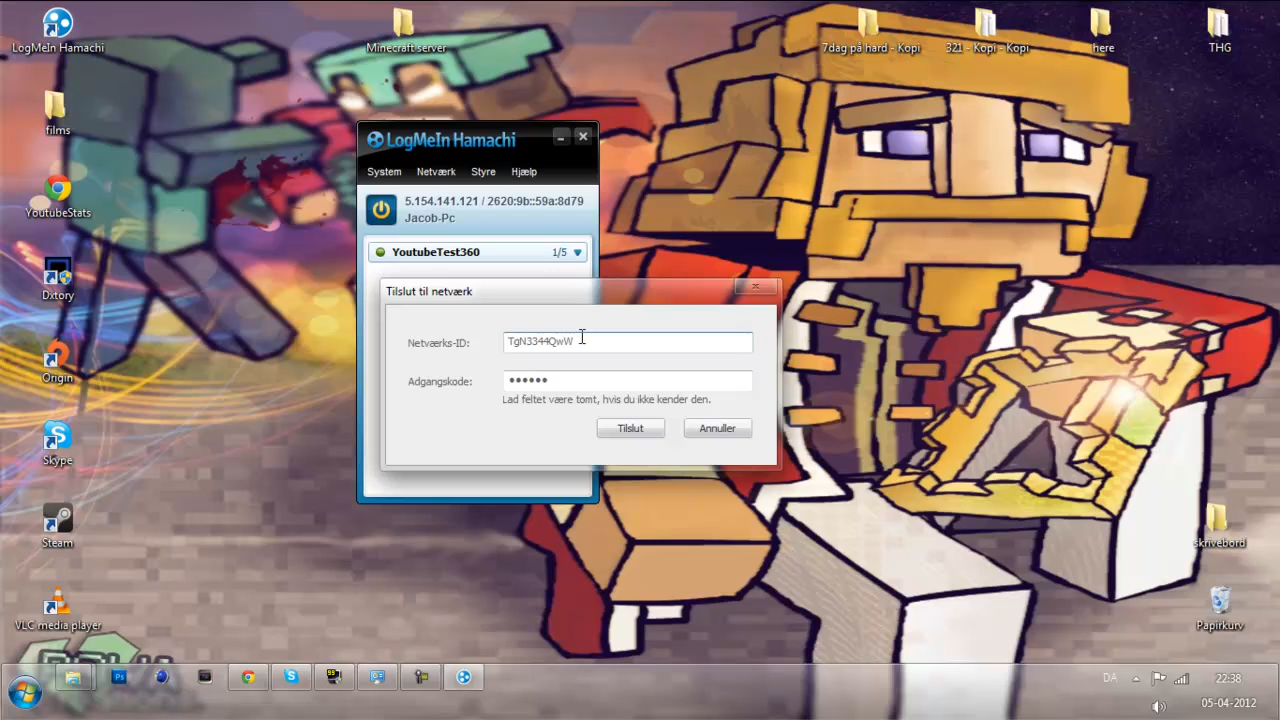 LogMeIn Hamachi
Minecraft server
7dag på hard - Kopi
321 - Kopi - Kopi
here
THG
films
YoutubeStats
Dxtory
Origin
Skype
Steam
VLC media player
skrivebord
Papirkurv
LogMeIn Hamachi
System Netværk Styre Hjælp
5.154.141.121 / 2620:9b::59a:8d79
Jacob-Pc
YoutubeTest360 1/5
Tilslut til netværk
Netværks-ID: TgN3344QwW
Adgangskode: ••••••
Lad feltet være tomt, hvis du ikke kender den.
Tilslut Annuller
Ps
99
DA
22:38
05-04-2012